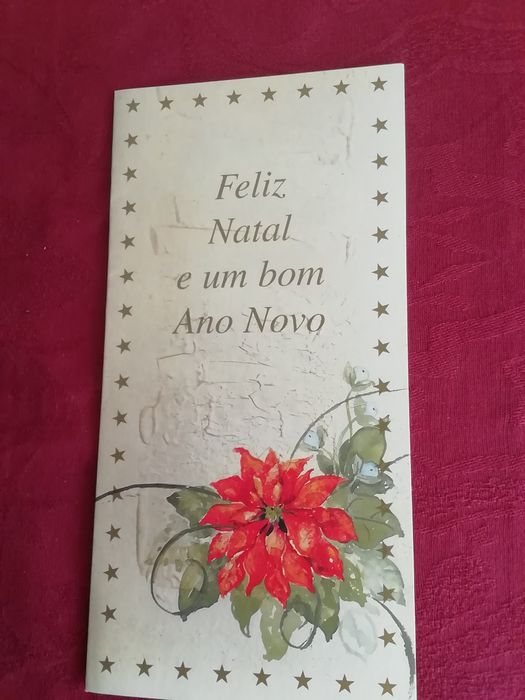 Feliz
Natal
e um bom
Ano Novo